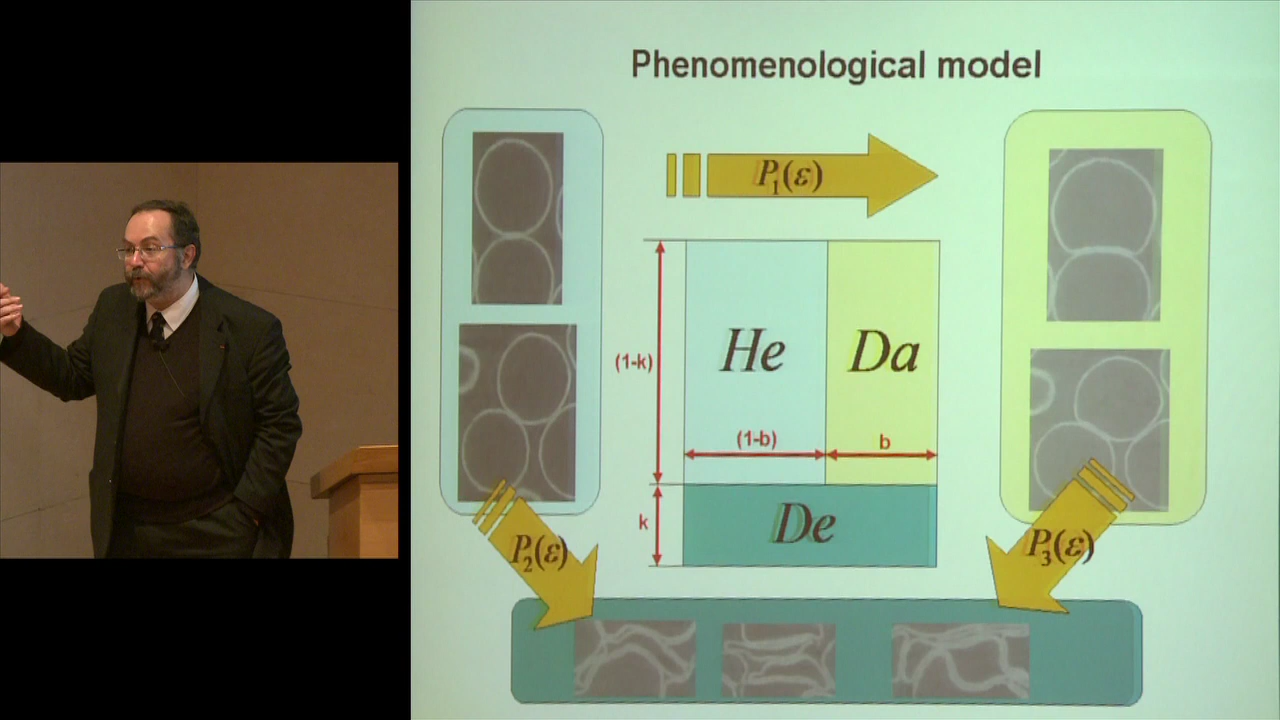 Phenomenological model
P₁(ε)
(1-k)
He
Da
(1-b)
b
k
De
P₂(ε)
P₃(ε)